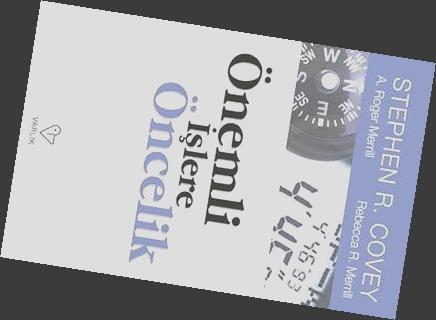 STEPHEN R. COVEY
A. Roger Merrill Rebecca R. Merrill
Önemli
İşlere
Öncelik
VARLIK